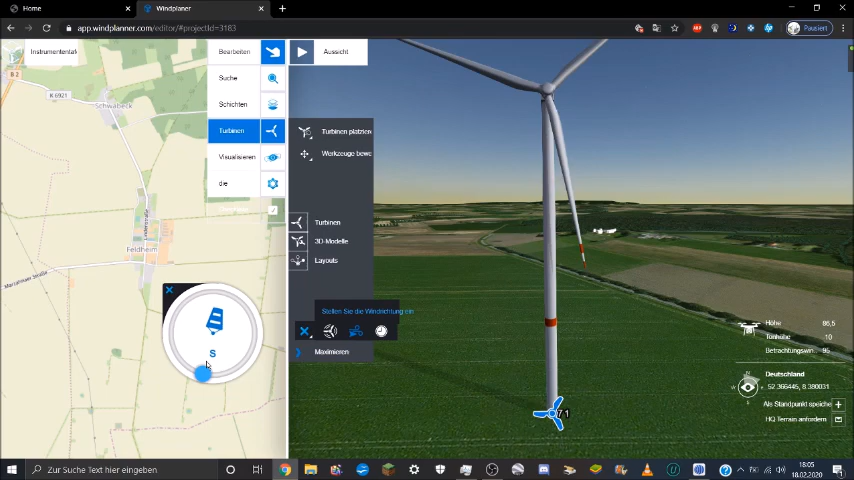 Home
Windplaner
app.windplanner.com/editor/#projectId=3183
ABP
Pausiert
Instrumententafe
Bearbeiten
Aussicht
Suche
Schichten
Turbinen
Visualisieren
die
Turbinen platzieren
Werkzeuge bewe
Turbinen
3D-Modelle
Layouts
Stellen Sie die Windrichtung ein
Maximieren
B 2
K 6921
Schwabeck
Feldheim
S
71
Höhe 86,5
Tonhöhe -10
Betrachtungswin... 95
Deutschland
52.366445, 8.380031
Als Standpunkt speiche
HQ Terrain anfordern
N
W
Zur Suche Text hier eingeben
18:05
18.02.2020